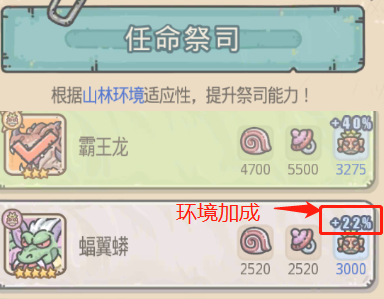 任命祭司
根据山林环境适应性，提升祭司能力！
+40%
霸王龙
4700 5500 3275
环境加成
+22%
蝠翼蟒
2520 2520 3000